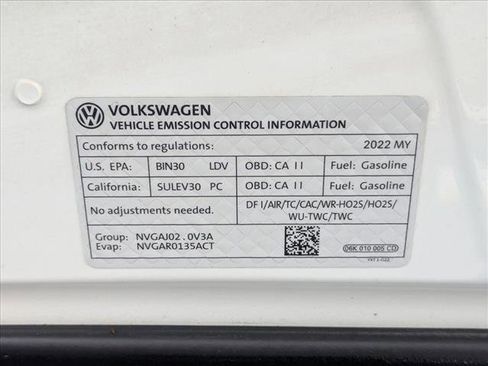 VOLKSWAGEN
VEHICLE EMISSION CONTROL INFORMATION
Conforms to regulations: 2022 MY
U.S. EPA: BIN30 LDV OBD: CA II Fuel: Gasoline
California: SULEV30 PC OBD: CA II Fuel: Gasoline
No adjustments needed. DFI/AIR/TC/CAC/WR-HO2S/HO2S/
WU-TWC/TWC
Group: NVGAJ02.0V3A
Evap: NVGAR0135ACT
06K 010 005 CD